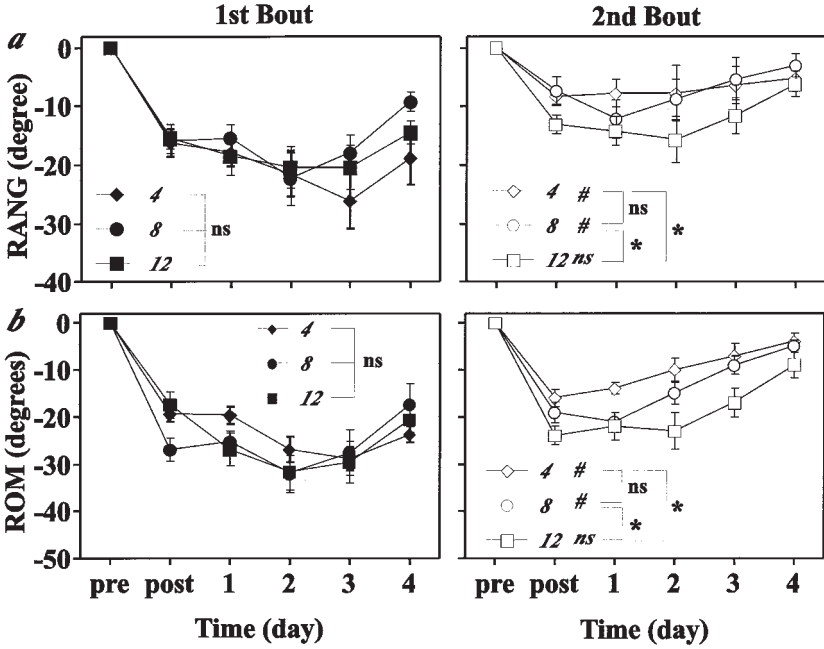 1st Bout
2nd Bout
a
RANG (degree)
0
-10
-20
-30
-40
4
8
12
ns
4 #
8 #
12 ns
ns
*
*
b
ROM (degrees)
0
-10
-20
-30
-40
-50
4
8
12
ns
4 #
8 #
12 ns
ns
*
*
pre post 1 2 3 4
pre post 1 2 3 4
Time (day)
Time (day)